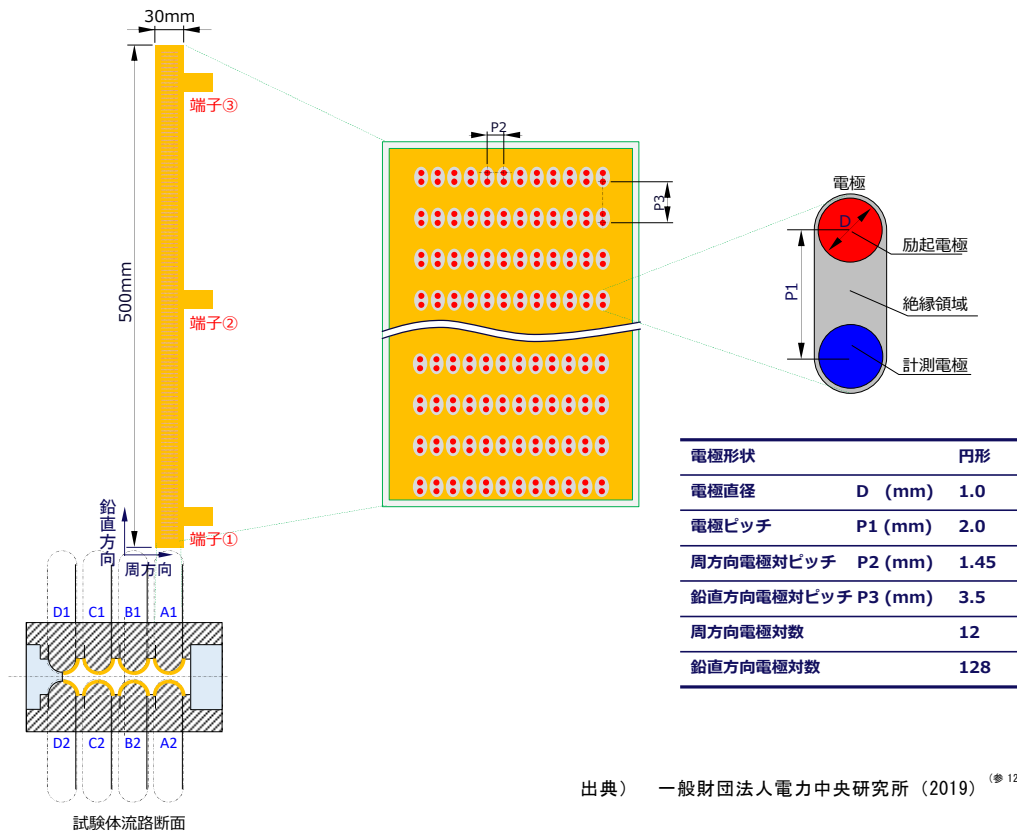 30mm
端子③
500mm
端子②
端子①
鉛直方向
周方向
P2
P3
電極
D
P1
励起電極
絶縁領域
計測電極
電極形状 円形
電極直径 D (mm) 1.0
電極ピッチ P1 (mm) 2.0
周方向電極対ピッチ P2 (mm) 1.45
鉛直方向電極対ピッチ P3 (mm) 3.5
周方向電極対数 12
鉛直方向電極対数 128
D1 C1 B1 A1
D2 C2 B2 A2
試験体流路断面
出典） 一般財団法人電力中央研究所（2019）（参 12